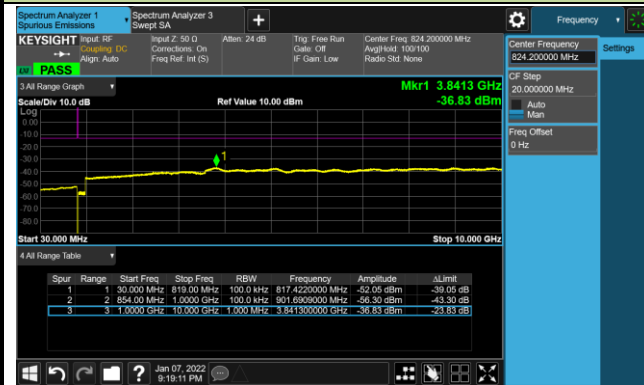 Spectrum Analyzer 1
Spurious Emissions
Spectrum Analyzer 3
Swept SA
Frequency
KEYSIGHT
Input: RF
Coupling: DC
Align: Auto
Input Z: 50 Ω
Corrections: On
Freq Ref: Int (S)
Atten: 24 dB
Trig: Free Run
Gate: Off
IF Gain: Low
Center Freq: 824.200000 MHz
Avg|Hold: 100/100
Radio Std: None
PASS
Center Frequency
824.200000 MHz
Settings
CF Step
20.000000 MHz
Auto
Man
Freq Offset
0 Hz
3 All Range Graph
Mkr1 3.8413 GHz
-36.83 dBm
Scale/Div 10.0 dB
Ref Value 10.00 dBm
Log
0.00
-10.0
-20.0
-30.0
-40.0
-50.0
-60.0
-70.0
-80.0
1
Start 30.000 MHz
Stop 10.000 GHz
4 All Range Table
Spur Range Start Freq Stop Freq RBW Frequency Amplitude ΔLimit
1 1 30.000 MHz 819.00 MHz 100.0 kHz 817.4220000 MHz -52.05 dBm -39.05 dB
2 2 854.00 MHz 1.0000 GHz 100.0 kHz 901.6909000 MHz -56.30 dBm -43.30 dB
3 3 1.0000 GHz 10.000 GHz 1.000 MHz 3.841300000 GHz -36.83 dBm -23.83 dB
Jan 07, 2022
9:19:11 PM